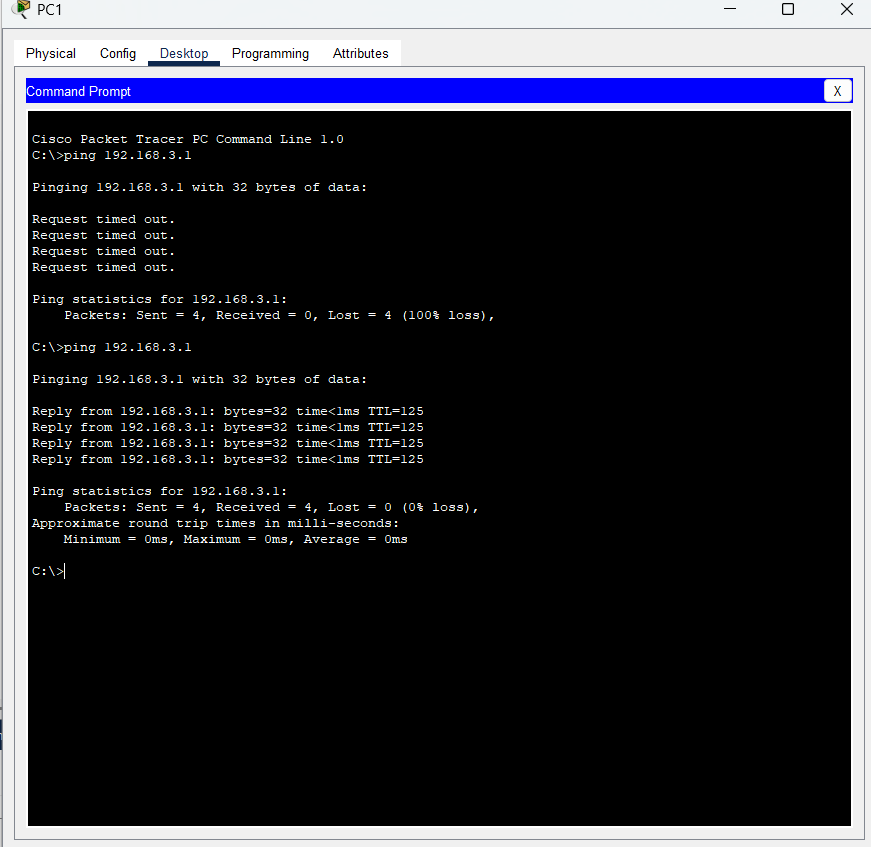 PC1
Physical Config Desktop Programming Attributes
Command Prompt X
Cisco Packet Tracer PC Command Line 1.0
C:\>ping 192.168.3.1
Pinging 192.168.3.1 with 32 bytes of data:
Request timed out.
Request timed out.
Request timed out.
Request timed out.
Ping statistics for 192.168.3.1:
    Packets: Sent = 4, Received = 0, Lost = 4 (100% loss),
C:\>ping 192.168.3.1
Pinging 192.168.3.1 with 32 bytes of data:
Reply from 192.168.3.1: bytes=32 time<1ms TTL=125
Reply from 192.168.3.1: bytes=32 time<1ms TTL=125
Reply from 192.168.3.1: bytes=32 time<1ms TTL=125
Reply from 192.168.3.1: bytes=32 time<1ms TTL=125
Ping statistics for 192.168.3.1:
    Packets: Sent = 4, Received = 4, Lost = 0 (0% loss),
Approximate round trip times in milli-seconds:
    Minimum = 0ms, Maximum = 0ms, Average = 0ms
C:\>